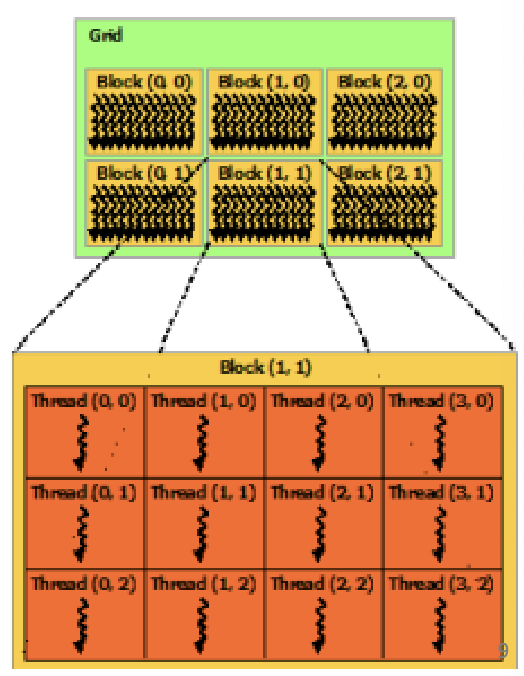 Grid
Block (0, 0) Block (1, 0) Block (2, 0)
Block (0, 1) Block (1, 1) Block (2, 1)
Block (1, 1)
Thread (0, 0) Thread (1, 0) Thread (2, 0) Thread (3, 0)
Thread (0, 1) Thread (1, 1) Thread (2, 1) Thread (3, 1)
Thread (0, 2) Thread (1, 2) Thread (2, 2) Thread (3, 2)
9